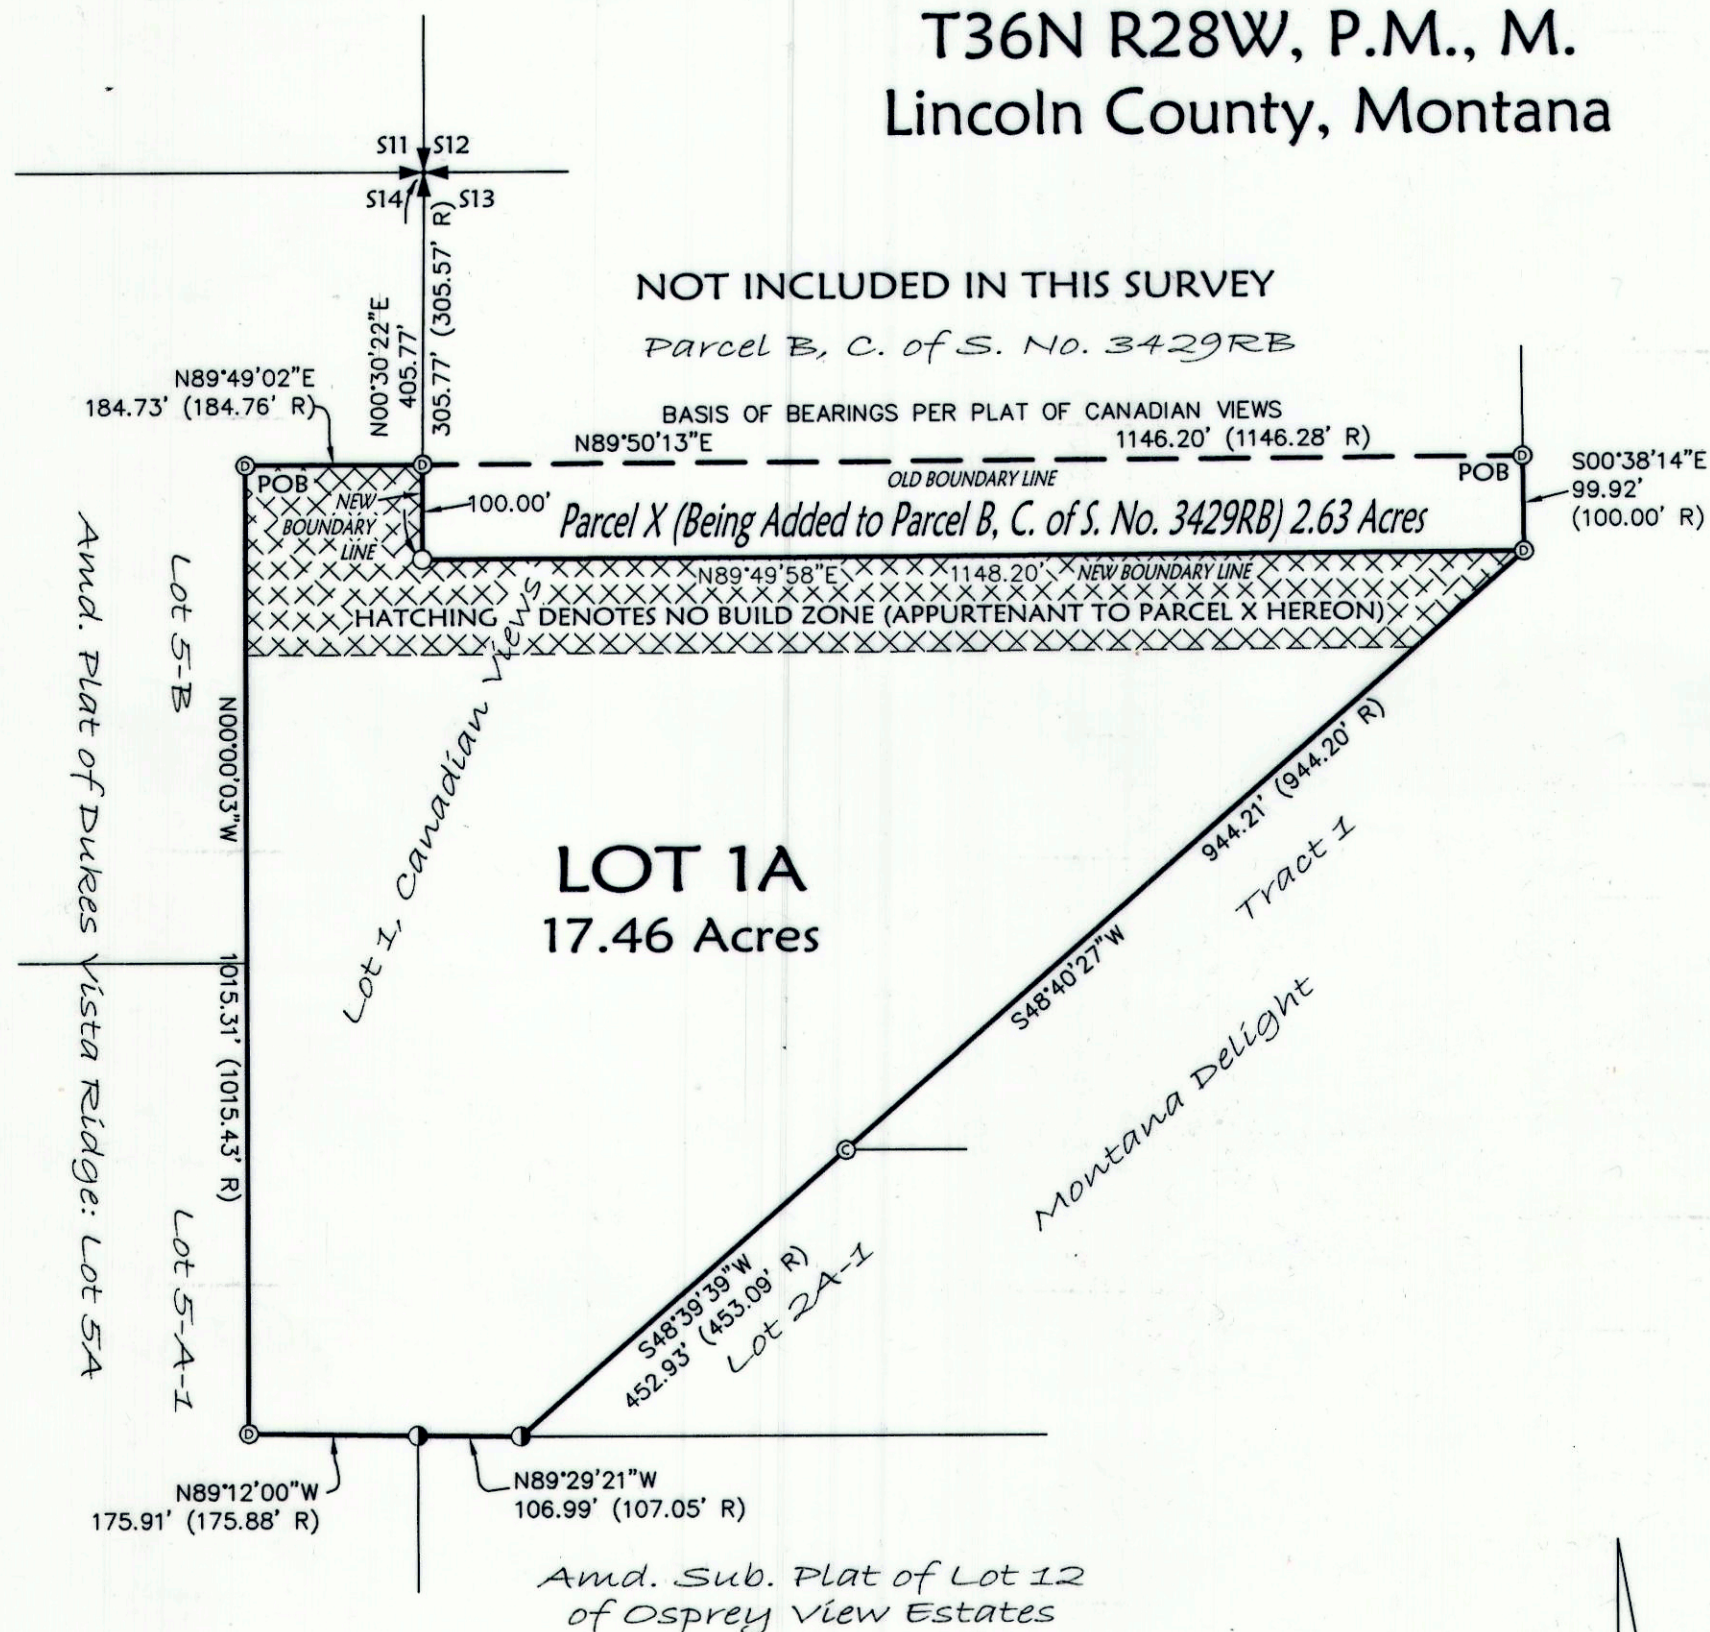 T36N R28W, P.M., M.
Lincoln County, Montana
S11 S12
S14 S13
N00°30'22"E
405.77'
305.77' (305.57' R)
NOT INCLUDED IN THIS SURVEY
Parcel B, C. of S. No. 3429RB
N89°49'02"E
184.73' (184.76' R)
BASIS OF BEARINGS PER PLAT OF CANADIAN VIEWS
N89°50'13"E 1146.20' (1146.28' R)
OLD BOUNDARY LINE
D
D
D
POB
POB
S00°38'14"E
99.92'
(100.00' R)
NEW
BOUNDARY
LINE
100.00'
Parcel X (Being Added to Parcel B, C. of S. No. 3429RB) 2.63 Acres
D
N89°49'58"E 1148.20' NEW BOUNDARY LINE
HATCHING DENOTES NO BUILD ZONE (APPURTENANT TO PARCEL X HEREON)
Amd. Plat of Dukes Vista Ridge: Lot 5A
Lot 5-B
Lot 5-A-1
N00°00'03"W
1015.31' (1015.43' R)
Lot 1, Canadian Views
LOT 1A
17.46 Acres
944.21' (944.20' R)
S48°40'27"W
Tract 1
Montana Delight
C
S48°39'39"W
452.93' (453.09' R)
Lot 2A-1
D
N89°12'00"W
175.91' (175.88' R)
N89°29'21"W
106.99' (107.05' R)
Amd. Sub. Plat of Lot 12
of Osprey View Estates